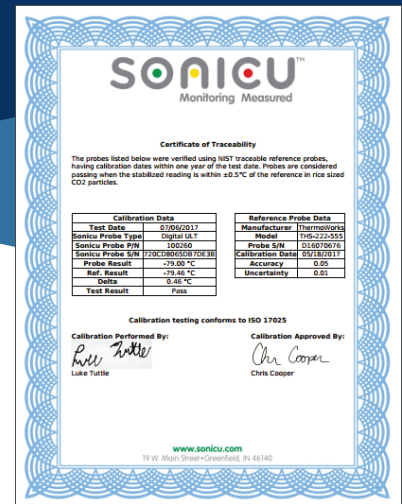 SONICU™
Monitoring Measured
Certificate of Traceability
The probes listed below were verified using NIST traceable reference probes,
having calibration dates within one year of the test date. Probes are considered
passing when the stabilized reading is within ±0.5°C of the reference in rice sized
CO2 particles.
Calibration Data
Test Date 07/06/2017
Sonicu Probe Type Digital ULT
Sonicu Probe P/N 100260
Sonicu Probe S/N 720CD8065DB7DE3B
Probe Result -79.00 °C
Ref. Result -79.46 °C
Delta 0.46 °C
Test Result Pass
Reference Probe Data
Manufacturer ThermoWorks
Model THS-222-555
Probe S/N D16070676
Calibration Date 05/18/2017
Accuracy 0.05
Uncertainty 0.01
Calibration testing conforms to ISO 17025
Calibration Performed By:
Luke Tuttle
Luke Tuttle
Calibration Approved By:
Chris Cooper
Chris Cooper
www.sonicu.com
19 W. Main Street•Greenfield, IN 46140